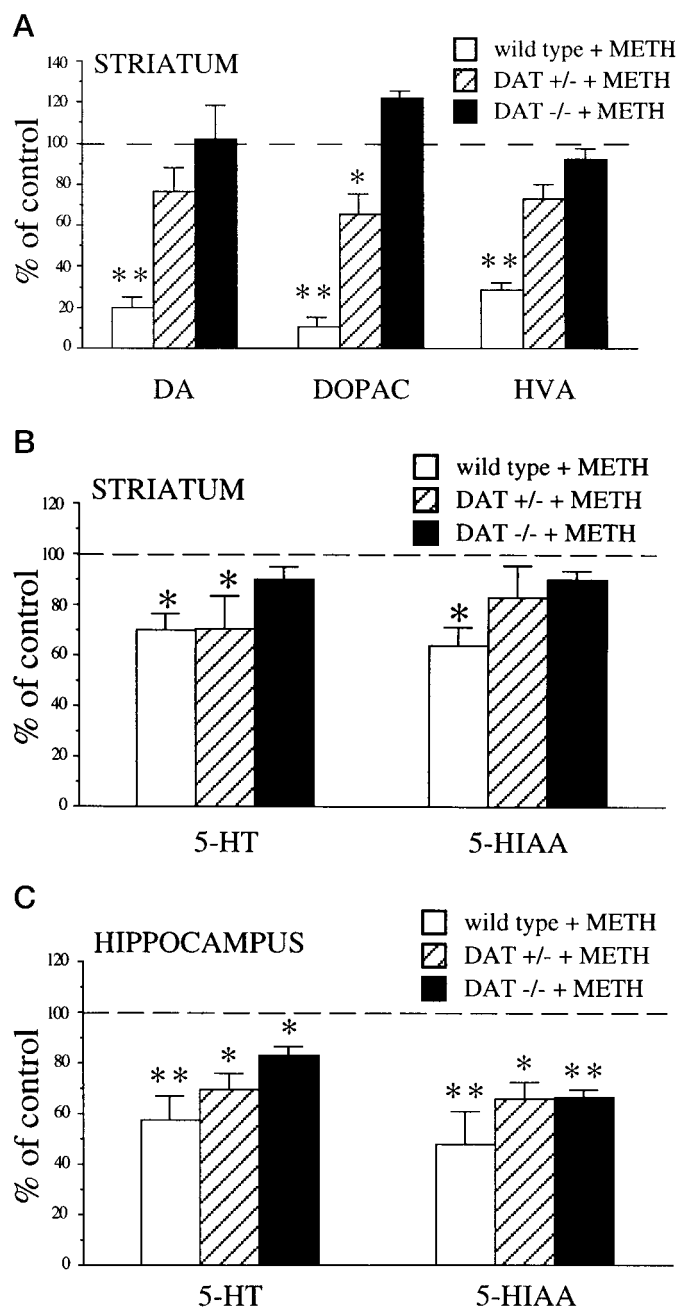 A
STRIATUM
wild type + METH
DAT +/- + METH
DAT -/- + METH
% of control
140
120
100
80
60
40
20
0
* *
* *
*
* *
DA DOPAC HVA
B
STRIATUM
wild type + METH
DAT +/- + METH
DAT -/- + METH
% of control
120
100
80
60
40
20
0
*
*
*
5-HT 5-HIAA
C
HIPPOCAMPUS
wild type + METH
DAT +/- + METH
DAT -/- + METH
% of control
120
100
80
60
40
20
0
* *
*
*
* *
*
* *
5-HT 5-HIAA